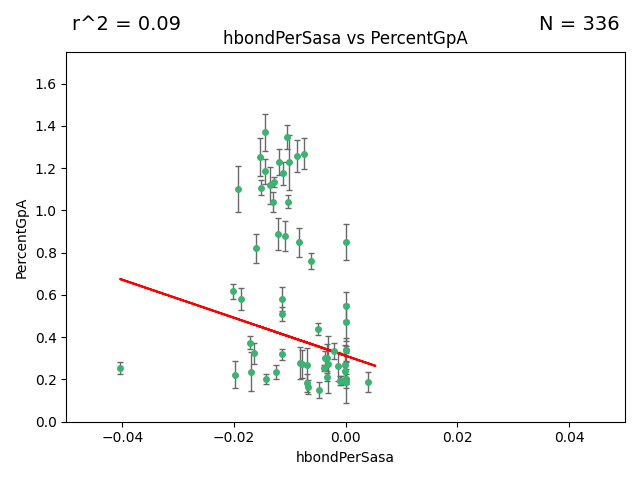 r^2 = 0.09
N = 336
hbondPerSasa vs PercentGpA
PercentGpA
1.6
1.4
1.2
1.0
0.8
0.6
0.4
0.2
0.0
−0.04
−0.02
0.00
0.02
0.04
hbondPerSasa